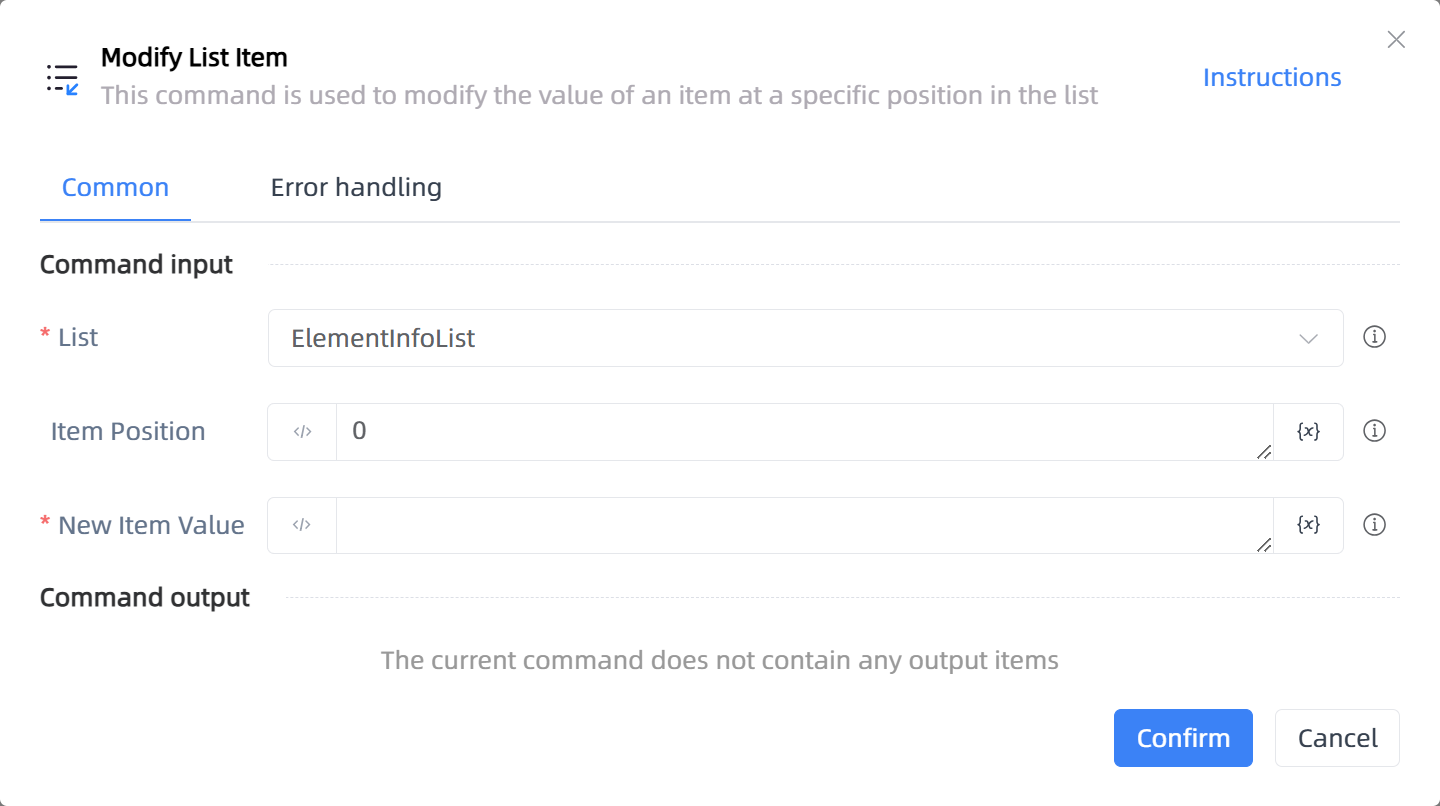 Modify List Item
This command is used to modify the value of an item at a specific position in the list
Instructions
Common
Error handling
Command input
* List
ElementInfoList
Item Position
</>
0
{x}
* New Item Value
</>
{x}
Command output
The current command does not contain any output items
Confirm
Cancel